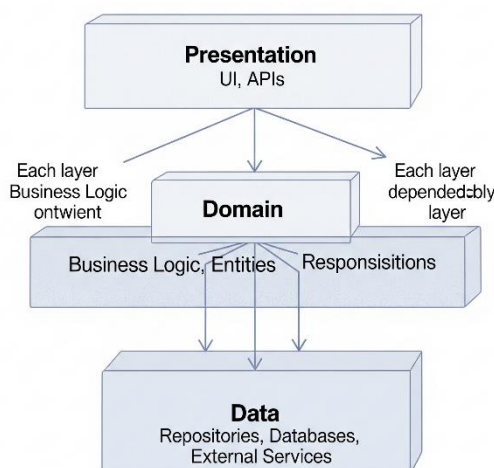 Presentation
UI, APIs
Each layer
Business Logic
ontwient
Each layer
dependedcbly
layer
Domain
Business Logic, Entities
Responsisitions
Data
Repositories, Databases,
External Services